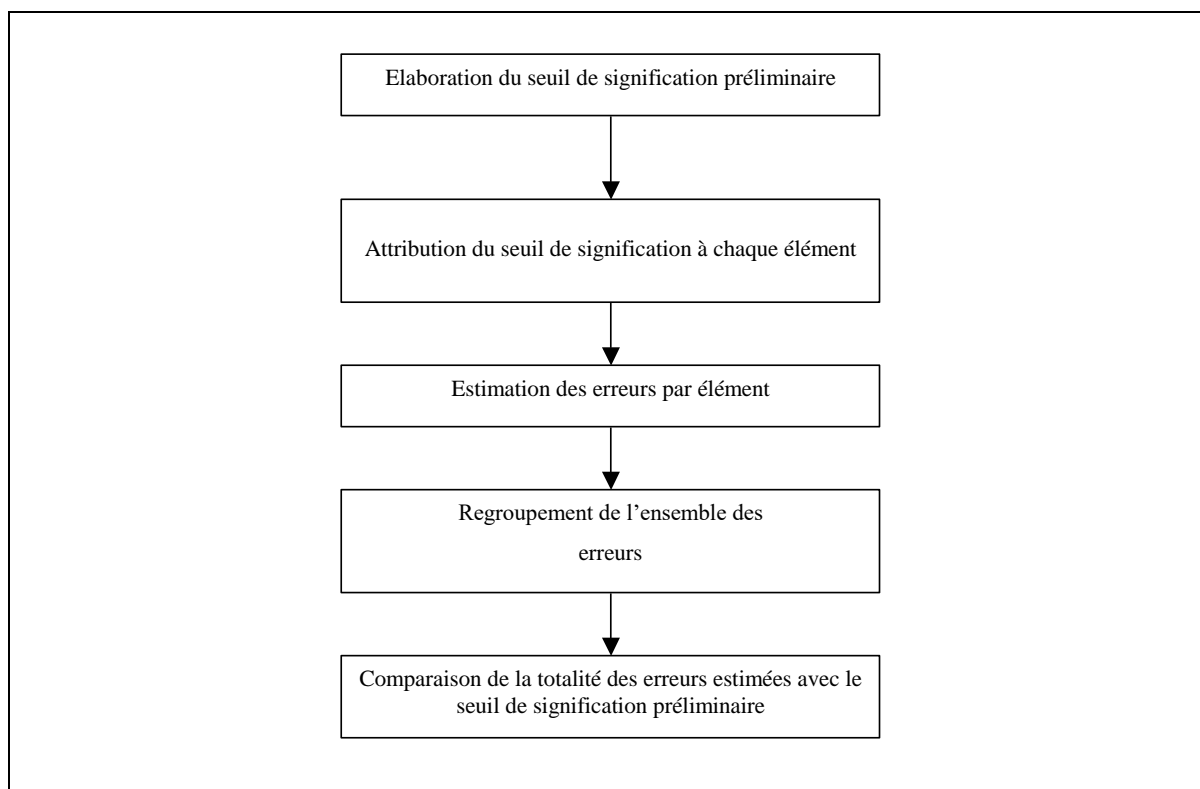 Elaboration du seuil de signification préliminaire
Attribution du seuil de signification à chaque élément
Estimation des erreurs par élément
Regroupement de l’ensemble des
erreurs
Comparaison de la totalité des erreurs estimées avec le
seuil de signification préliminaire